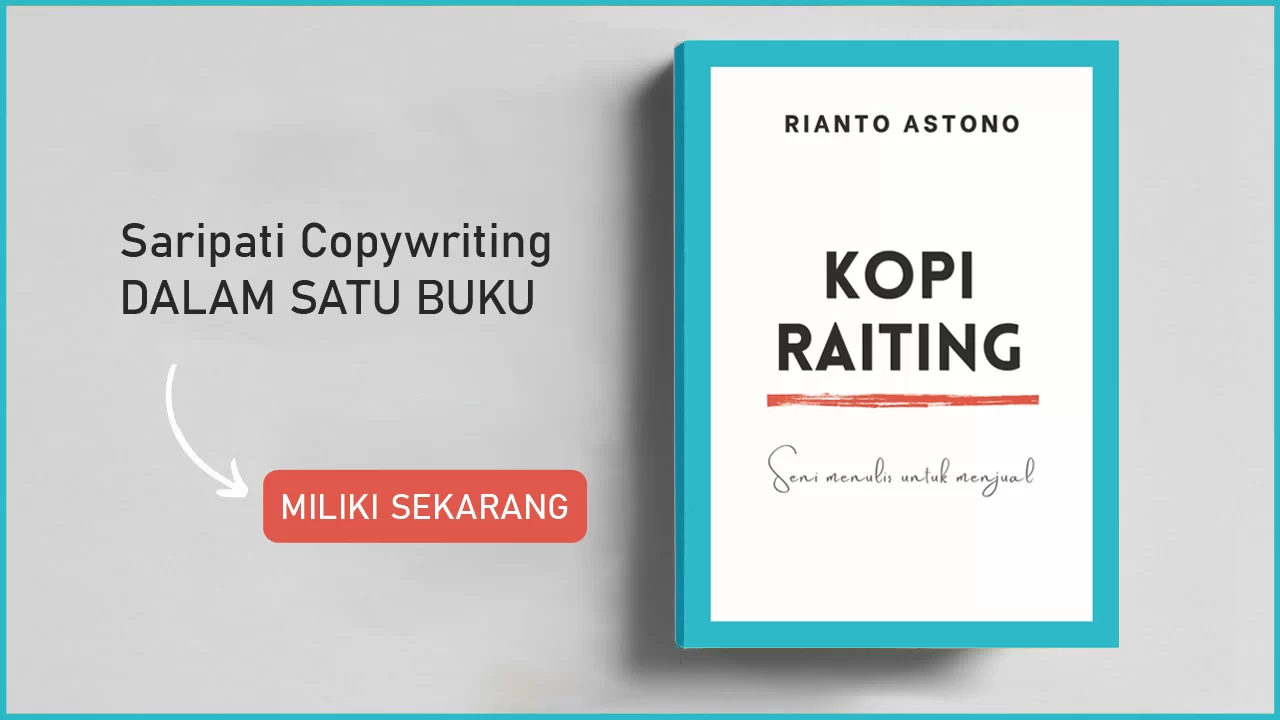 Saripati Copywriting
DALAM SATU BUKU
MILIKI SEKARANG
RIANTO ASTONO
KOPI
RAITING
Seni menulis untuk menjual